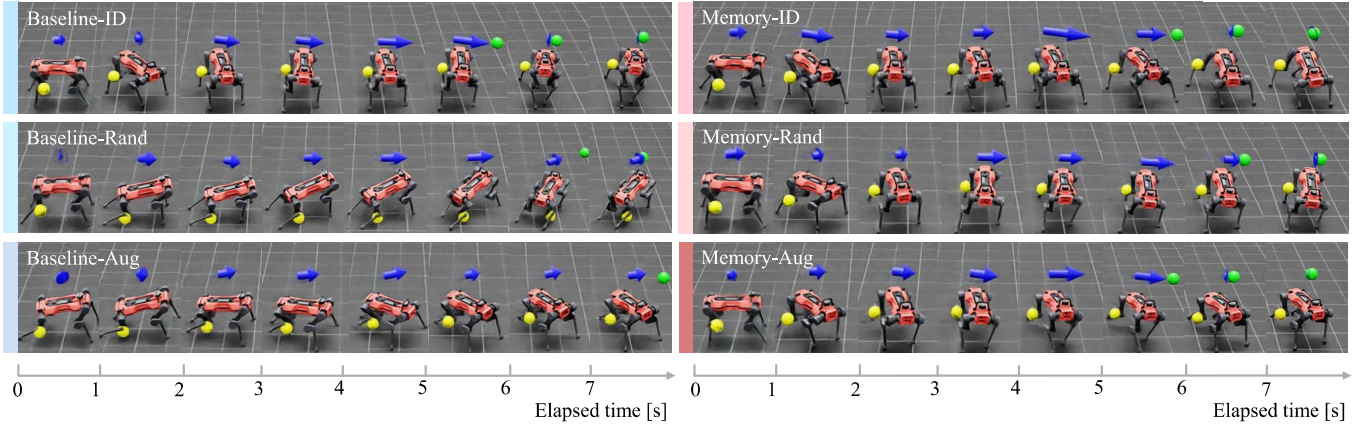 Baseline-ID
Memory-ID
Baseline-Rand
Memory-Rand
Baseline-Aug
Memory-Aug
0 1 2 3 4 5 6 7
Elapsed time [s]
0 1 2 3 4 5 6 7
Elapsed time [s]